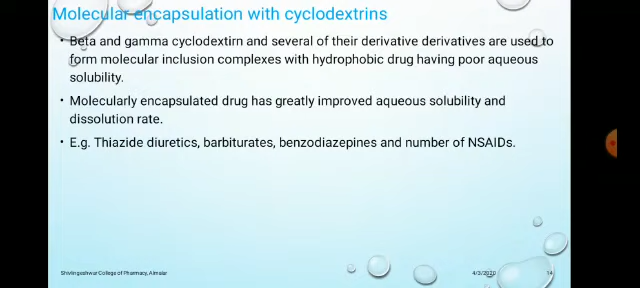 Molecular encapsulation with cyclodextrins
• Beta and gamma cyclodextirn and several of their derivative derivatives are used to
form molecular inclusion complexes with hydrophobic drug having poor aqueous
solubility.
• Molecularly encapsulated drug has greatly improved aqueous solubility and
dissolution rate.
• E.g. Thiazide diuretics, barbiturates, benzodiazepines and number of NSAIDs.
Shivlingeshwar College of Pharmacy, Almalar 4/3/2020 14